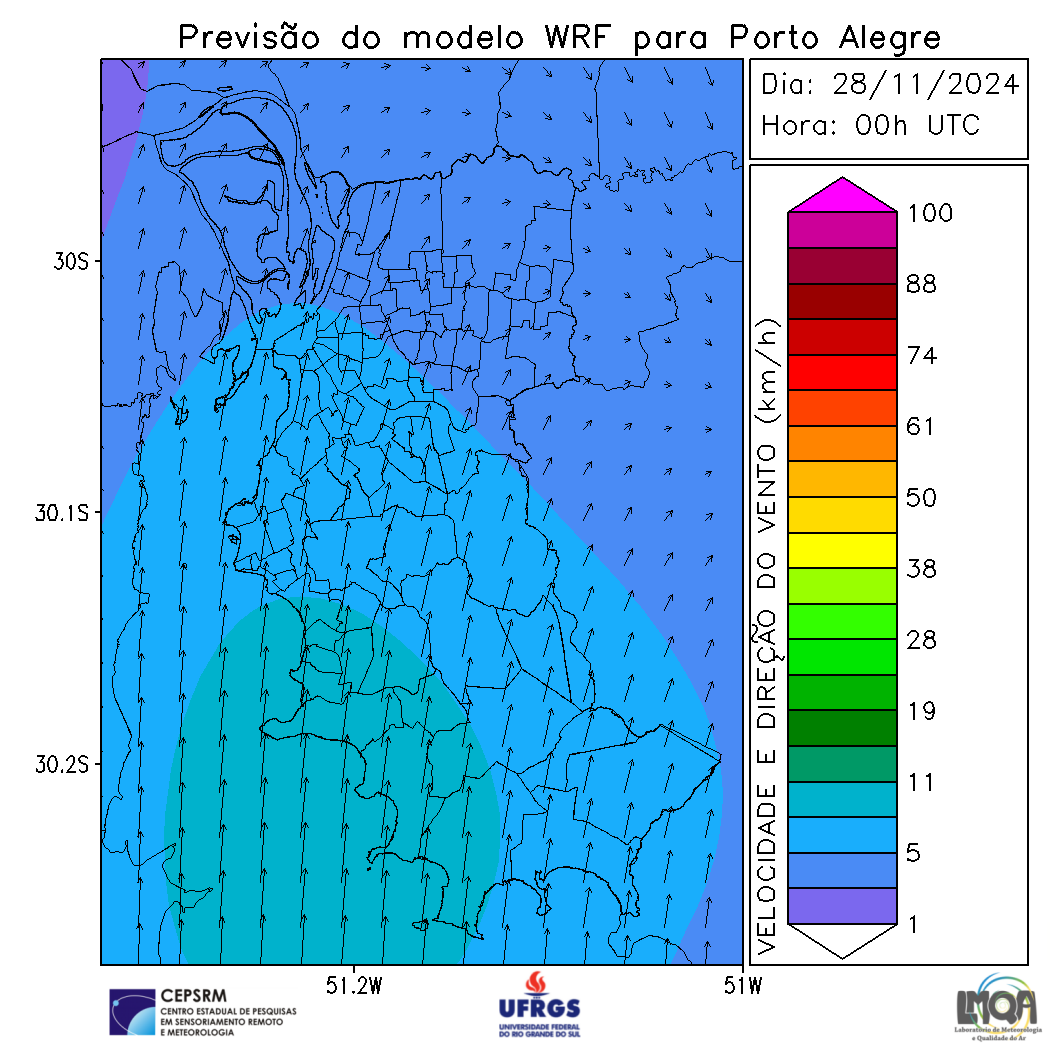 Previsão do modelo WRF para Porto Alegre
Dia: 28/11/2024
Hora: 00h UTC
30S
30.1S
30.2S
51.2W
51W
VELOCIDADE E DIREÇÃO DO VENTO (km/h)
100
88
74
61
50
38
28
19
11
5
1
CEPSRM
CENTRO ESTADUAL DE PESQUISAS
EM SENSORIAMENTO REMOTO
E METEOROLOGIA
UFRGS
UNIVERSIDADE FEDERAL
DO RIO GRANDE DO SUL
LMQA
Laboratório de Meteorologia
e Qualidade do Ar